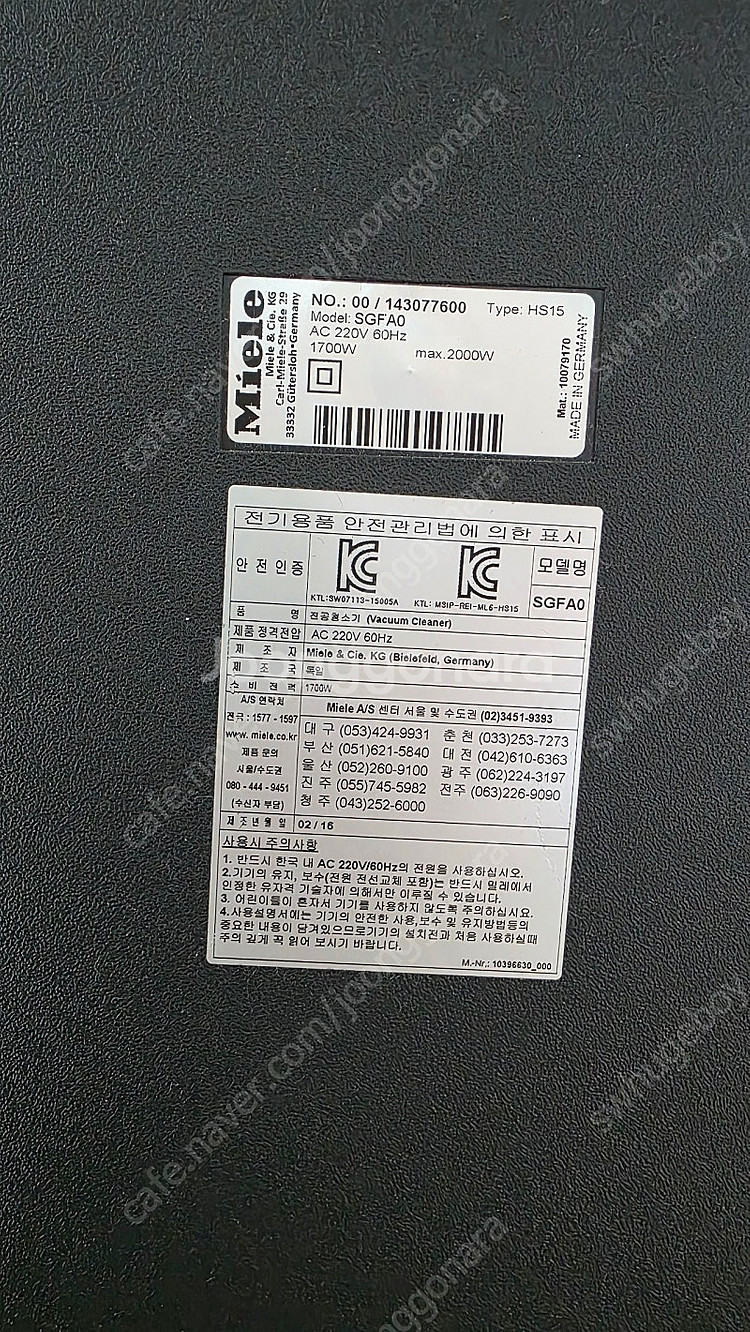 Miele
Miele & Cie. KG
Carl-Miele-Straße 29
33332 Gütersloh•Germany
NO.: 00 / 143077600 Type: HS15
Model: SGFA0
AC 220V 60Hz
1700W max.2000W
Mat.: 10079170
MADE IN GERMANY
전기용품 안전관리법에 의한 표시
안전인증
KTL:SW07113-15005A
KTL: MSIP-REI-ML6-HS15
모델명
SGFA0
품 명 진공청소기 (Vacuum Cleaner)
제품 정격전압 AC 220V 60Hz
제 조 자 Miele & Cie. KG (Bielefeld, Germany)
제 조 국 독일
소 비 전 력 1700W
A/S 연락처
전국 : 1577 - 1597
www. miele.co.kr
제품 문의
서울/수도권
080 - 444 - 9451
(수신자 부담)
Miele A/S 센터 서울 및 수도권 (02)3451-9393
대 구 (053)424-9931 춘 천 (033)253-7273
부 산 (051)621-5840 대 전 (042)610-6363
울 산 (052)260-9100 광 주 (062)224-3197
진 주 (055)745-5982 전주 (063)226-9090
청 주 (043)252-6000
제 조 년 월 일 02 / 16
사용시 주의사항
1. 반드시 한국 내 AC 220V/60Hz의 전원을 사용하십시오.
2.기기의 유지, 보수(전원 전선교체 포함)는 반드시 밀레에서
인정한 유자격 기술자에 의해서만 이루질 수 있습니다.
3. 어린이들이 혼자서 기기를 사용하지 않도록 주의하십시요.
4.사용설명서에는 기기의 안전한 사용,보수 및 유지방법등의
중요한 내용이 담겨있으므로기기의 설치전과 처음 사용하실때
주의 깊게 꼭 읽어 보시기 바랍니다.
M.-Nr.: 10396630_000
cafe.naver.com/joonggonara
swimugeboy
joonggonara